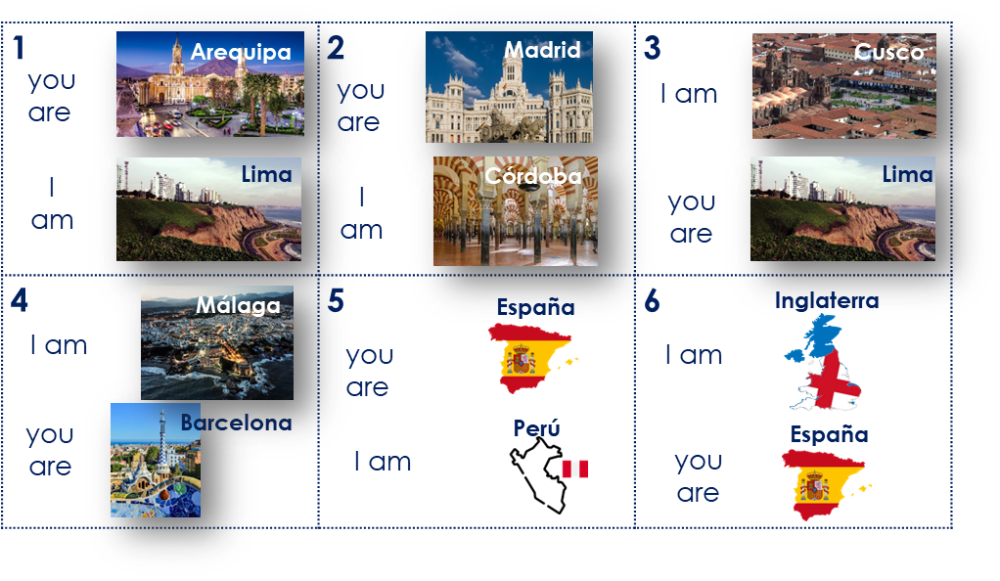 1
Arequipa
you
are
Lima
I
am
2
Madrid
you
are
Córdoba
I
am
3
Cusco
I am
Lima
you
are
4
Málaga
I am
Barcelona
you
are
5
España
you
are
Perú
I am
6
Inglaterra
I am
España
you
are